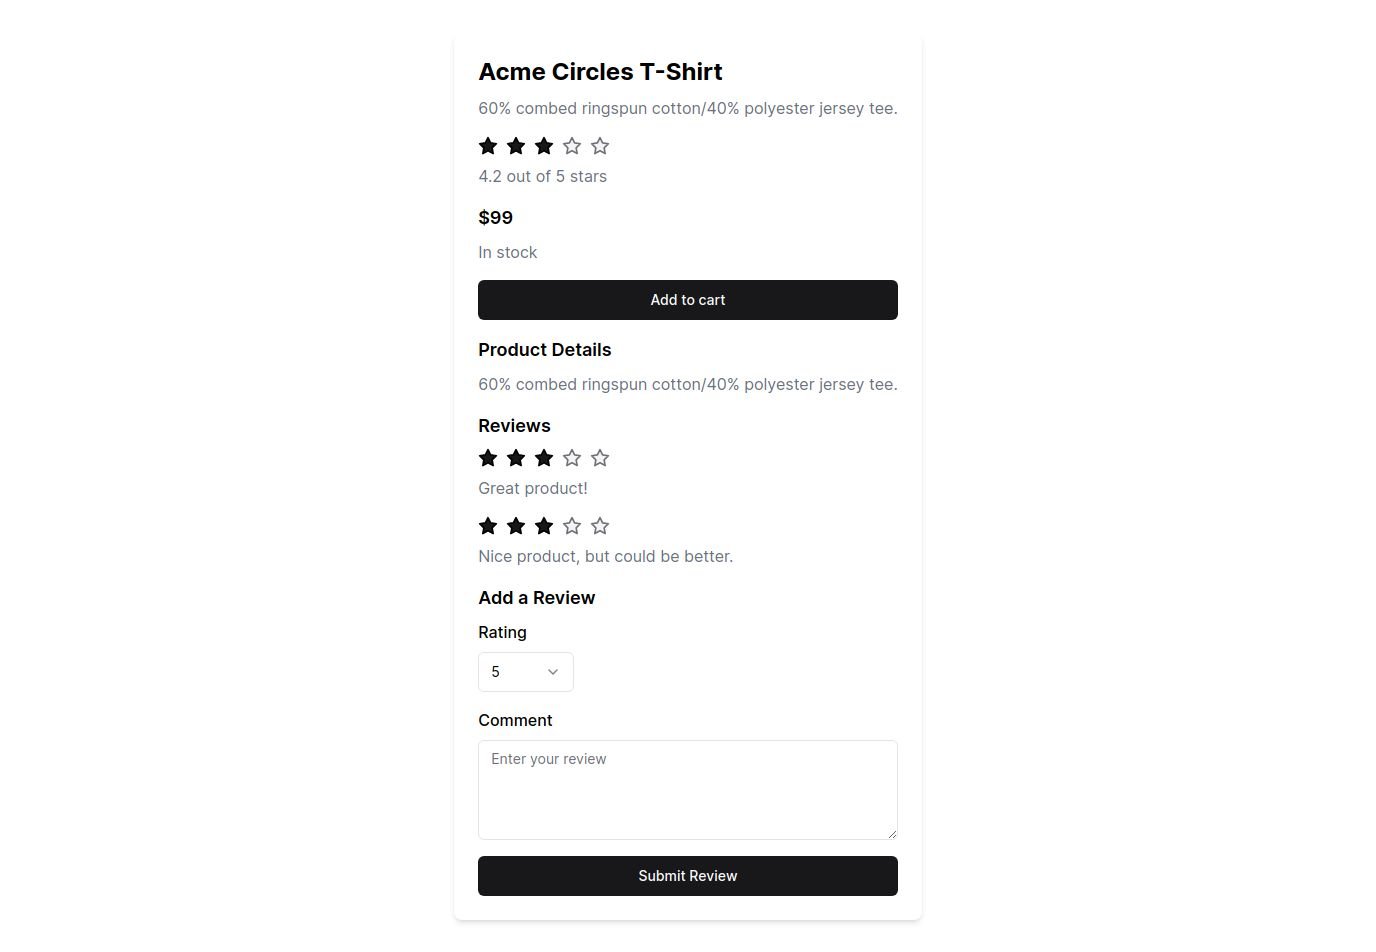 Acme Circles T-Shirt
60% combed ringspun cotton/40% polyester jersey tee.
4.2 out of 5 stars
$99
In stock
Add to cart
Product Details
60% combed ringspun cotton/40% polyester jersey tee.
Reviews
Great product!
Nice product, but could be better.
Add a Review
Rating
5
Comment
Enter your review
Submit Review